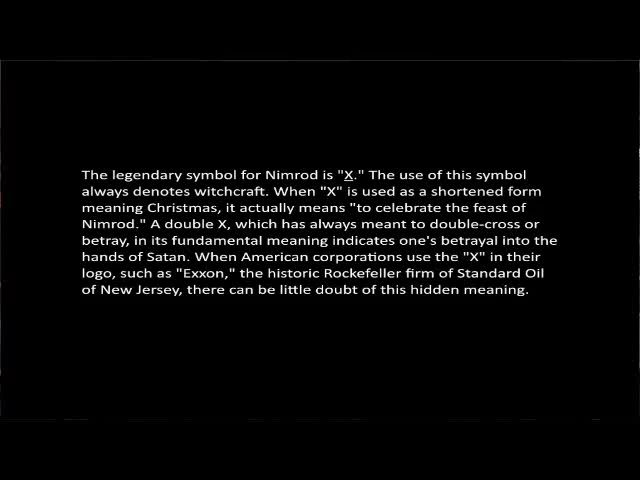 The legendary symbol for Nimrod is "X." The use of this symbol
always denotes witchcraft. When "X" is used as a shortened form
meaning Christmas, it actually means "to celebrate the feast of
Nimrod." A double X, which has always meant to double-cross or
betray, in its fundamental meaning indicates one's betrayal into the
hands of Satan. When American corporations use the "X" in their
logo, such as "Exxon," the historic Rockefeller firm of Standard Oil
of New Jersey, there can be little doubt of this hidden meaning.